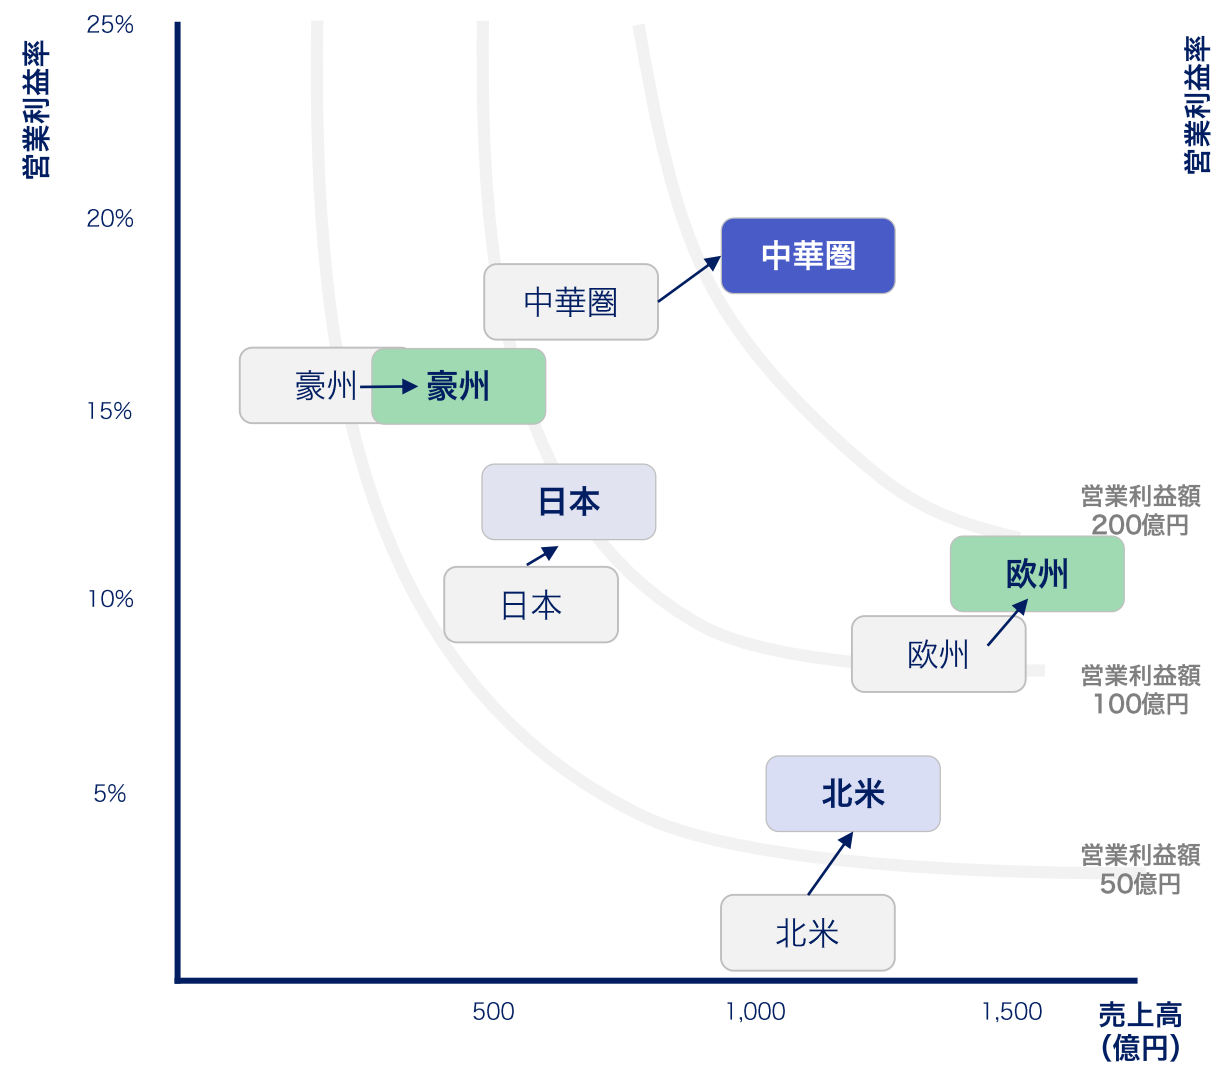 営業利益率
営業利益率
25%
20%
中華圏
中華圏
豪州
豪州
15%
日本
営業利益額
200億円
欧州
日本
10%
欧州
営業利益額
100億円
5%
北米
営業利益額
50億円
北米
500
1,000
1,500
売上高
(億円)